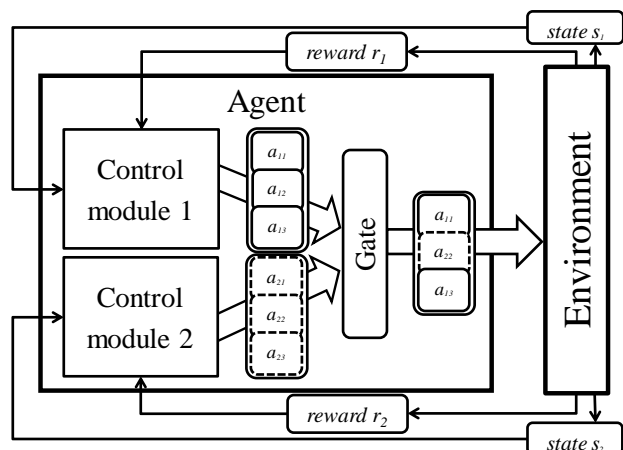 state s₁
reward r₁
Agent
Control
module 1
a₁₁
a₁₂
a₁₃
Control
module 2
a₂₁
a₂₂
a₂₃
Gate
a₁₁
a₂₂
a₁₃
Environment
reward r₂
state s₂